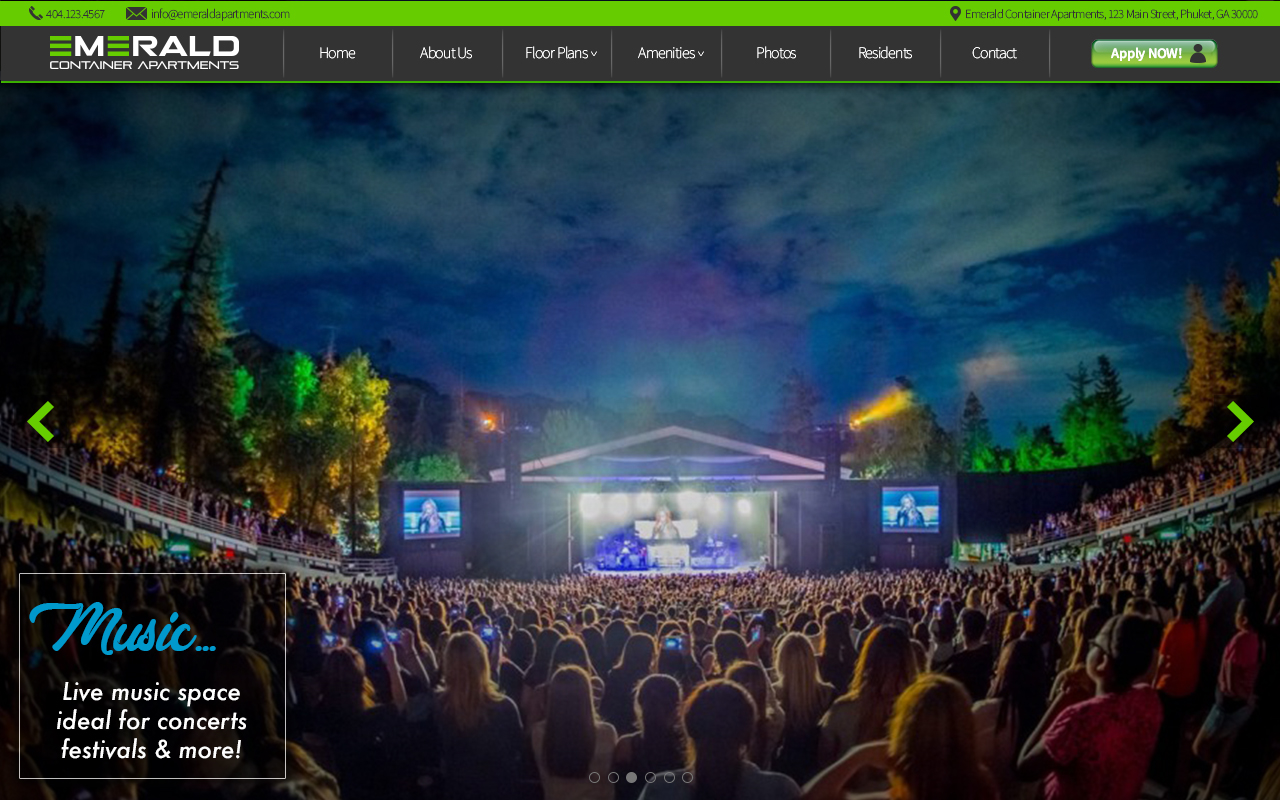 404.123.4567
info@emeraldapartments.com
Emerald Container Apartments, 123 Main Street, Phuket, GA 30000
EMERALD
CONTAINER APARTMENTS
Home
About Us
Floor Plans
Amenities
Photos
Residents
Contact
Apply NOW!
Music...
Live music space
ideal for concerts
festivals & more!